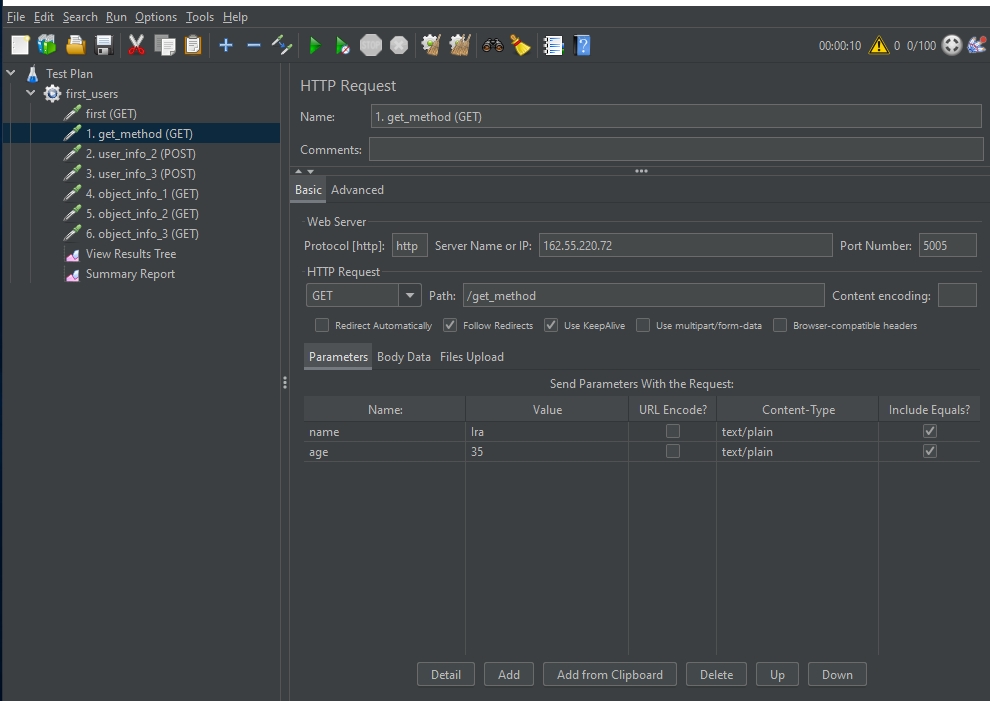 File Edit Search Run Options Tools Help
STOP ? 00:00:10 0 0/100
Test Plan
first_users
first (GET)
1. get_method (GET)
2. user_info_2 (POST)
3. user_info_3 (POST)
4. object_info_1 (GET)
5. object_info_2 (GET)
6. object_info_3 (GET)
View Results Tree
Summary Report
HTTP Request
Name: 1. get_method (GET)
Comments:
Basic Advanced
Web Server
Protocol [http]: http Server Name or IP: 162.55.220.72 Port Number: 5005
HTTP Request
GET Path: /get_method Content encoding:
Redirect Automatically Follow Redirects Use KeepAlive Use multipart/form-data Browser-compatible headers
Parameters Body Data Files Upload
Send Parameters With the Request:
Name: Value URL Encode? Content-Type Include Equals?
name Ira text/plain
age 35 text/plain
Detail Add Add from Clipboard Delete Up Down